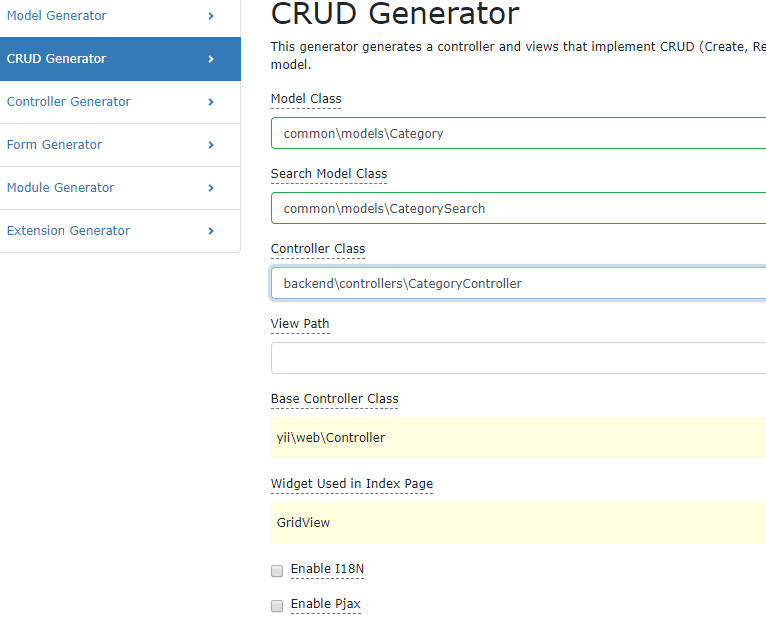 Model Generator
CRUD Generator
Controller Generator
Form Generator
Module Generator
Extension Generator
CRUD Generator
This generator generates a controller and views that implement CRUD (Create, Re
model.
Model Class
common\models\Category
Search Model Class
common\models\CategorySearch
Controller Class
backend\controllers\CategoryController
View Path
Base Controller Class
yii\web\Controller
Widget Used in Index Page
GridView
Enable I18N
Enable Pjax